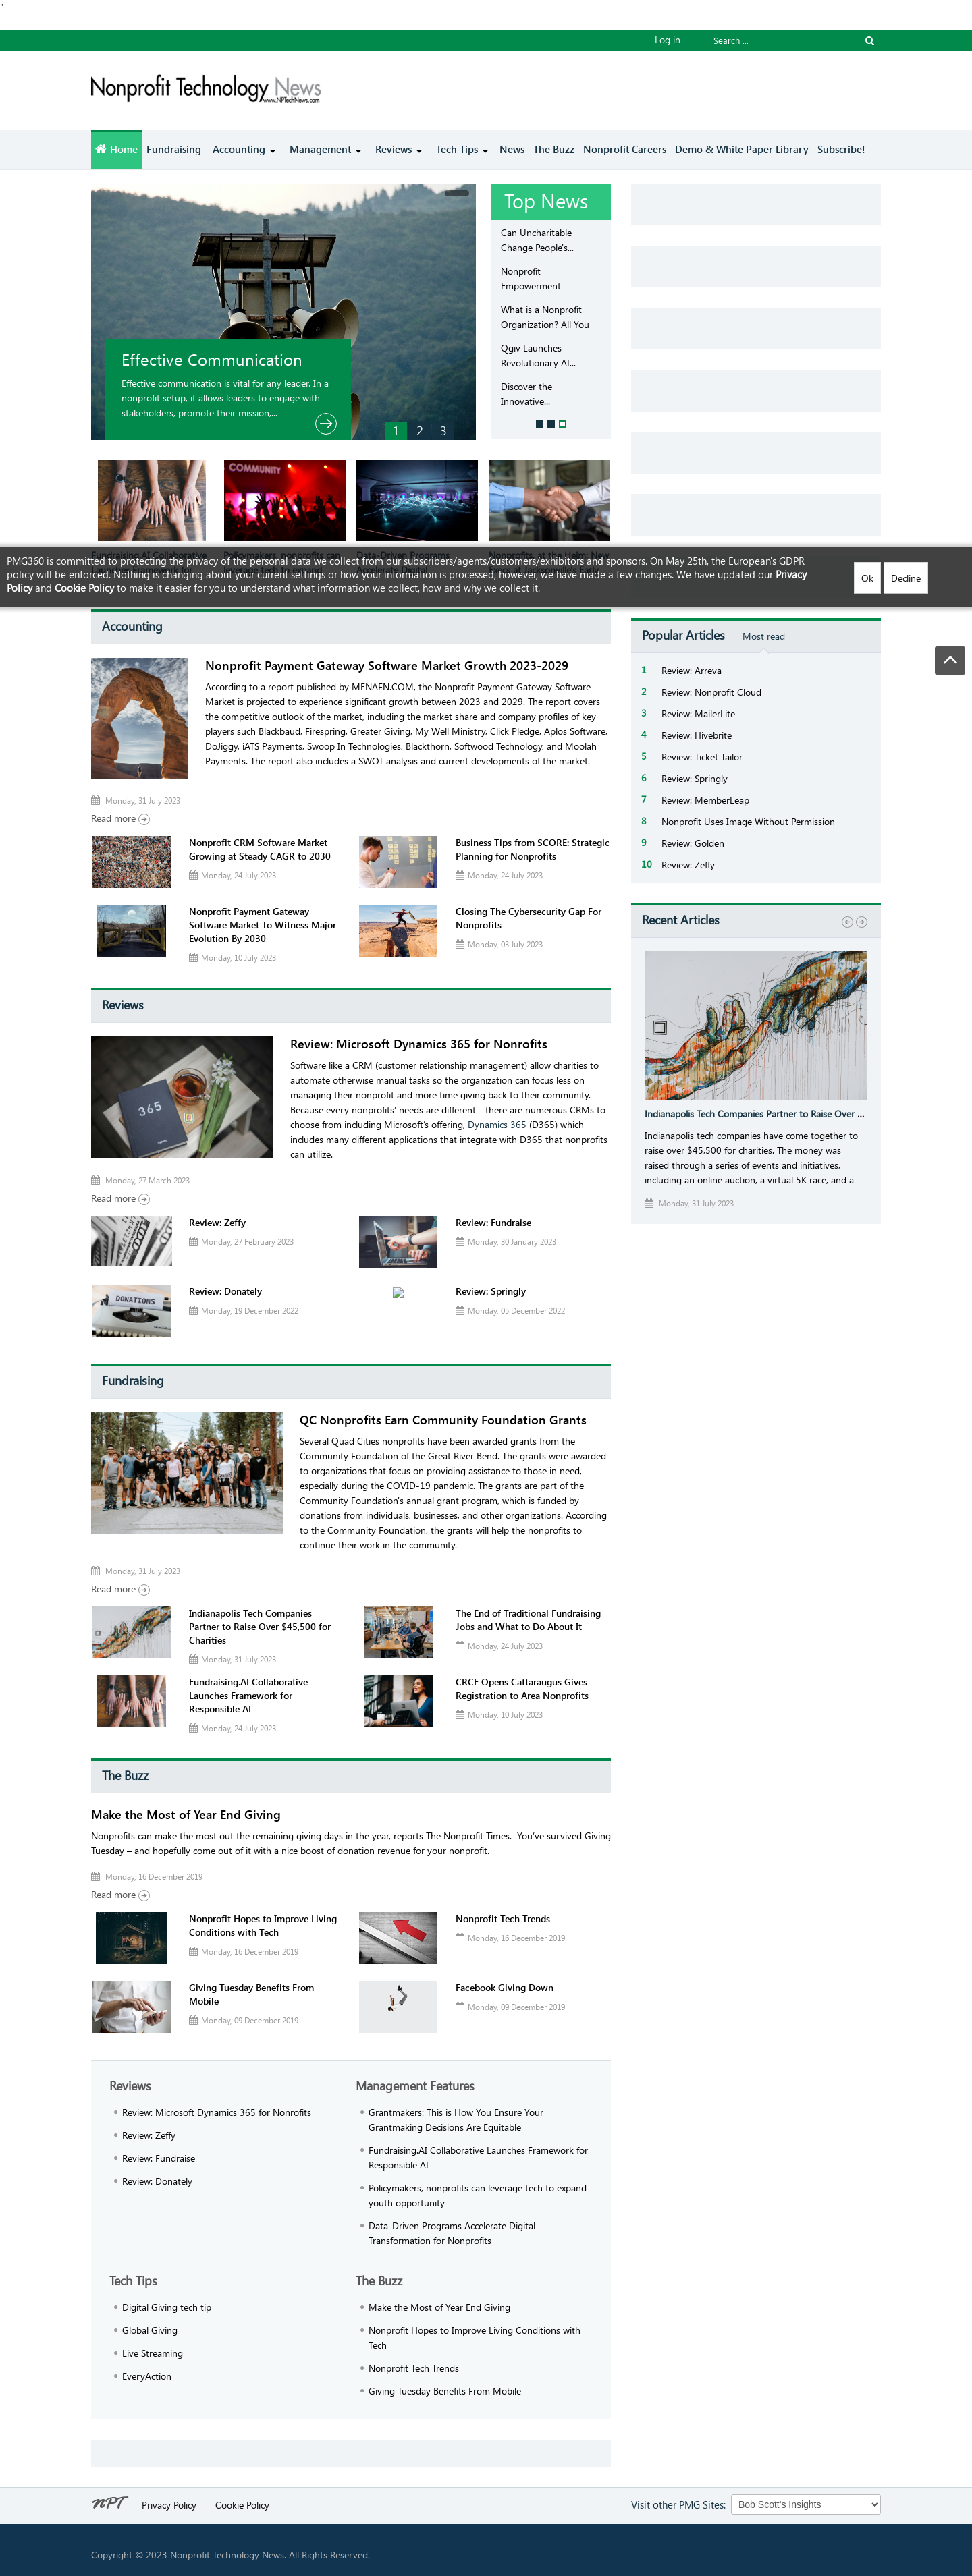 Log in
Search ...
Nonprofit Technology News
www.NPTechNews.com
Home Fundraising Accounting Management Reviews Tech Tips News The Buzz Nonprofit Careers Demo & White Paper Library Subscribe!
Effective Communication
Effective communication is vital for any leader. In a
nonprofit setup, it allows leaders to engage with
stakeholders, promote their mission,...
1 2 3
Top News
Can Uncharitable
Change People's...
Nonprofit
Empowerment
What is a Nonprofit
Organization? All You
Qgiv Launches
Revolutionary AI...
Discover the
Innovative...
COMMUNITY
Fundraising.AI Collaborative
Launches Framework for
Policymakers, nonprofits can
leverage tech to expand
Data-Driven Programs
Accelerate Digital
Nonprofits, at the Helm: New
PMG360 is committed to protecting the privacy of the personal data we collect from our subscribers/agents/customers/exhibitors and sponsors. On May 25th, the European's GDPR
policy will be enforced. Nothing is changing about your current settings or how your information is processed, however, we have made a few changes. We have updated our Privacy
Policy and Cookie Policy to make it easier for you to understand what information we collect, how and why we collect it.
Ok
Decline
Accounting
Nonprofit Payment Gateway Software Market Growth 2023-2029
According to a report published by MENAFN.COM, the Nonprofit Payment Gateway Software
Market is projected to experience significant growth between 2023 and 2029. The report covers
the competitive outlook of the market, including the market share and company profiles of key
players such Blackbaud, Firespring, Greater Giving, My Well Ministry, Click Pledge, Aplos Software,
DoJiggy, iATS Payments, Swoop In Technologies, Blackthorn, Softwood Technology, and Moolah
Payments. The report also includes a SWOT analysis and current developments of the market.
Monday, 31 July 2023
Read more
Nonprofit CRM Software Market
Growing at Steady CAGR to 2030
Monday, 24 July 2023
Business Tips from SCORE: Strategic
Planning for Nonprofits
Monday, 24 July 2023
Nonprofit Payment Gateway
Software Market To Witness Major
Evolution By 2030
Monday, 10 July 2023
Closing The Cybersecurity Gap For
Nonprofits
Monday, 03 July 2023
Popular Articles
Most read
1 Review: Arreva
2 Review: Nonprofit Cloud
3 Review: MailerLite
4 Review: Hivebrite
5 Review: Ticket Tailor
6 Review: Springly
7 Review: MemberLeap
8 Nonprofit Uses Image Without Permission
9 Review: Golden
10 Review: Zeffy
Recent Articles
Indianapolis Tech Companies Partner to Raise Over ...
Indianapolis tech companies have come together to
raise over $45,500 for charities. The money was
raised through a series of events and initiatives,
including an online auction, a virtual 5K race, and a
Monday, 31 July 2023
Reviews
365
Review: Microsoft Dynamics 365 for Nonrofits
Software like a CRM (customer relationship management) allow charities to
automate otherwise manual tasks so the organization can focus less on
managing their nonprofit and more time giving back to their community.
Because every nonprofits' needs are different - there are numerous CRMs to
choose from including Microsoft's offering, Dynamics 365 (D365) which
includes many different applications that integrate with D365 that nonprofits
can utilize.
Monday, 27 March 2023
Read more
Review: Zeffy
Monday, 27 February 2023
Review: Fundraise
Monday, 30 January 2023
DONATIONS
Review: Donately
Monday, 19 December 2022
Review: Springly
Monday, 05 December 2022
Fundraising
QC Nonprofits Earn Community Foundation Grants
Several Quad Cities nonprofits have been awarded grants from the
Community Foundation of the Great River Bend. The grants were awarded
to organizations that focus on providing assistance to those in need,
especially during the COVID-19 pandemic. The grants are part of the
Community Foundation's annual grant program, which is funded by
donations from individuals, businesses, and other organizations. According
to the Community Foundation, the grants will help the nonprofits to
continue their work in the community.
Monday, 31 July 2023
Read more
Indianapolis Tech Companies
Partner to Raise Over $45,500 for
Charities
Monday, 31 July 2023
The End of Traditional Fundraising
Jobs and What to Do About It
Monday, 24 July 2023
Fundraising.AI Collaborative
Launches Framework for
Responsible AI
Monday, 24 July 2023
CRCF Opens Cattaraugus Gives
Registration to Area Nonprofits
Monday, 10 July 2023
The Buzz
Make the Most of Year End Giving
Nonprofits can make the most out the remaining giving days in the year, reports The Nonprofit Times. You've survived Giving
Tuesday – and hopefully come out of it with a nice boost of donation revenue for your nonprofit.
Monday, 16 December 2019
Read more
Nonprofit Hopes to Improve Living
Conditions with Tech
Monday, 16 December 2019
Nonprofit Tech Trends
Monday, 16 December 2019
Giving Tuesday Benefits From
Mobile
Monday, 09 December 2019
Facebook Giving Down
Monday, 09 December 2019
Reviews
Review: Microsoft Dynamics 365 for Nonrofits
Review: Zeffy
Review: Fundraise
Review: Donately
Management Features
Grantmakers: This is How You Ensure Your
Grantmaking Decisions Are Equitable
Fundraising.AI Collaborative Launches Framework for
Responsible AI
Policymakers, nonprofits can leverage tech to expand
youth opportunity
Data-Driven Programs Accelerate Digital
Transformation for Nonprofits
Tech Tips
Digital Giving tech tip
Global Giving
Live Streaming
EveryAction
The Buzz
Make the Most of Year End Giving
Nonprofit Hopes to Improve Living Conditions with
Tech
Nonprofit Tech Trends
Giving Tuesday Benefits From Mobile
NPT Privacy Policy Cookie Policy
Visit other PMG Sites: Bob Scott's Insights
Copyright © 2023 Nonprofit Technology News. All Rights Reserved.